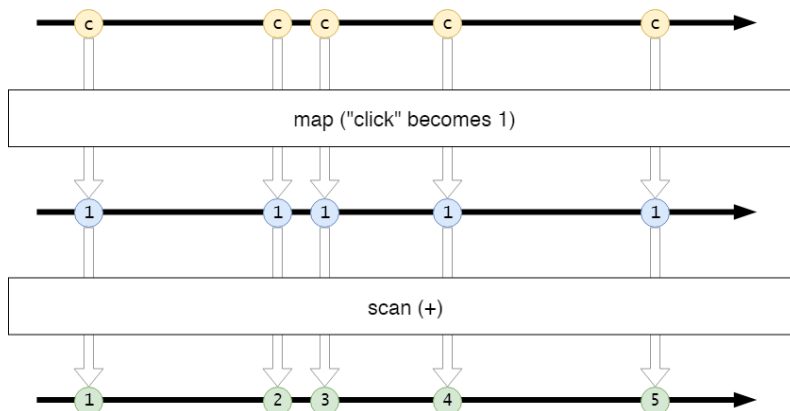 c c c c c
map ("click" becomes 1)
1 1 1 1 1
scan (+)
1 2 3 4 5